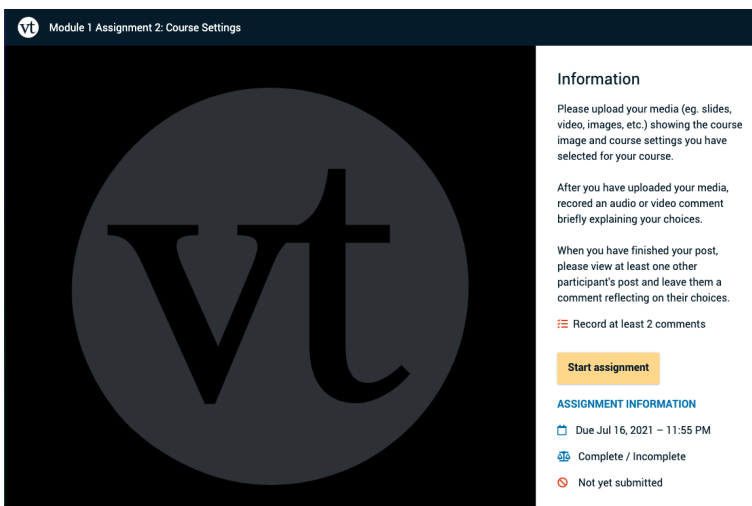 vt
Module 1 Assignment 2: Course Settings
vt
Information
Please upload your media (eg. slides,
video, images, etc.) showing the course
image and course settings you have
selected for your course.
After you have uploaded your media,
recored an audio or video comment
briefly explaining your choices.
When you have finished your post,
please view at least one other
participant's post and leave them a
comment reflecting on their choices.
Record at least 2 comments
Start assignment
ASSIGNMENT INFORMATION
Due Jul 16, 2021 – 11:55 PM
Complete / Incomplete
Not yet submitted